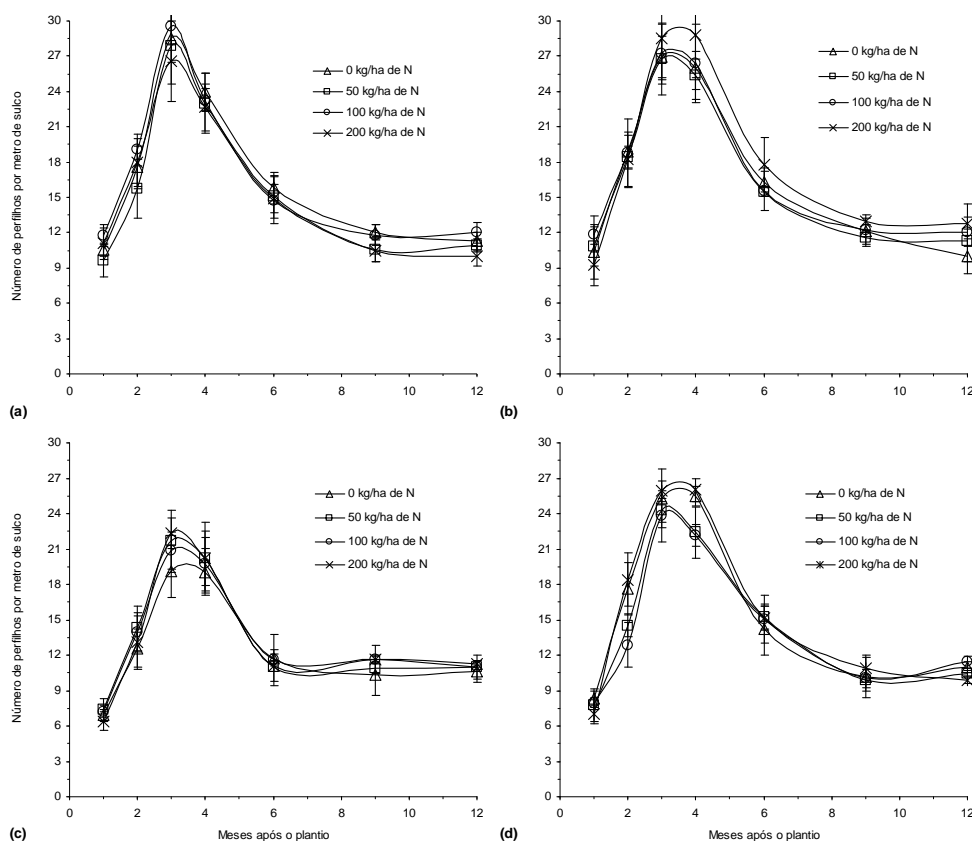 Número de perfilhos por metro de sulco
30
27
24
21
18
15
12
9
6
3
0
0 2 4 6 8 10 12
0 kg/ha de N
50 kg/ha de N
100 kg/ha de N
200 kg/ha de N
(a)
30
27
24
21
18
15
12
9
6
3
0
0 2 4 6 8 10 12
0 kg/ha de N
50 kg/ha de N
100 kg/ha de N
200 kg/ha de N
(b)
Número de perfilhos por metro de sulco
30
27
24
21
18
15
12
9
6
3
0
0 2 4 6 8 10 12
0 kg/ha de N
50 kg/ha de N
100 kg/ha de N
200 kg/ha de N
(c)
Meses após o plantio
30
27
24
21
18
15
12
9
6
3
0
0 2 4 6 8 10 12
0 kg/ha de N
50 kg/ha de N
100 kg/ha de N
200 kg/ha de N
(d)
Meses após o plantio